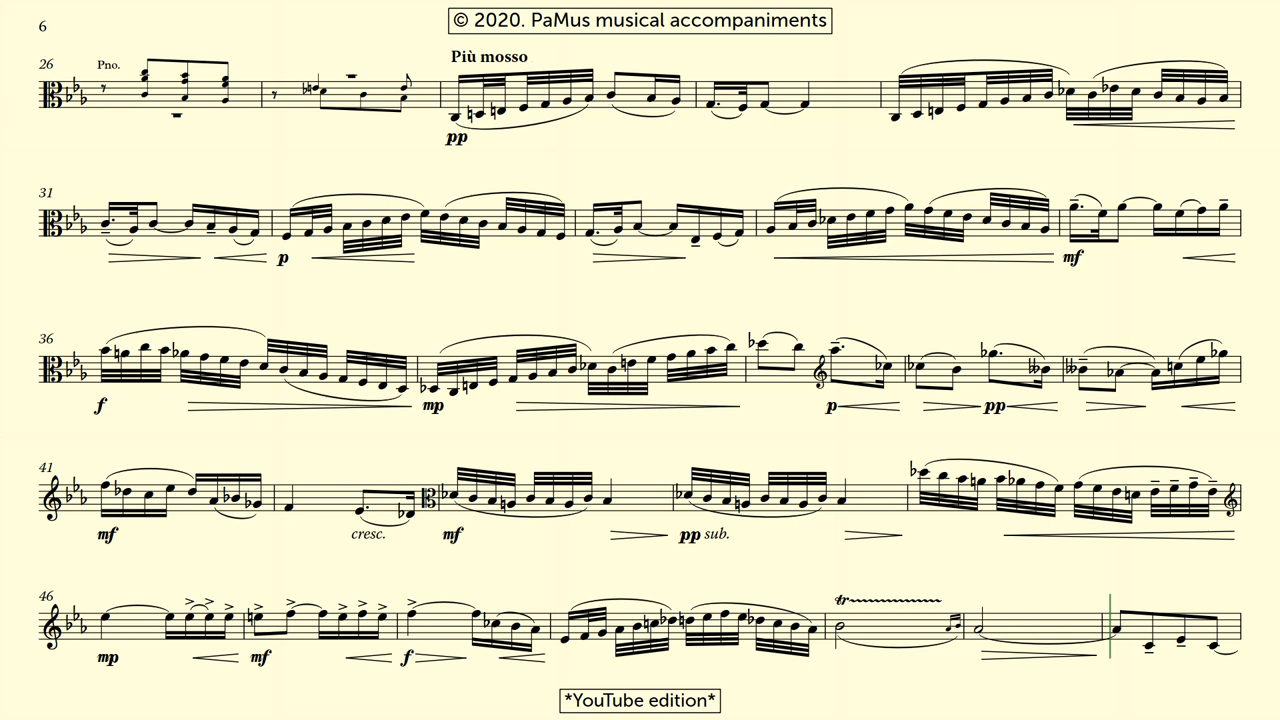 © 2020. PaMus musical accompaniments
6
Più mosso
26 Pno.
pp
31
p mf
36
f mp p pp
41
mf cresc. mf pp sub.
46 tr
mp mf f
*YouTube edition*